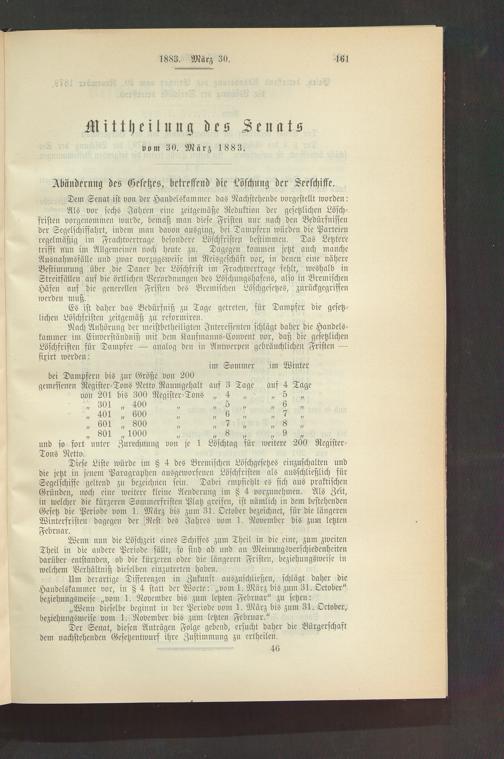 1883. März 30.
161
Mittheilung des Senats
vom 30. März 1883.
Abänderung des Gesetzes, betreffend die Löschung der Seeschiffe.
Dem Senat ist von der Handelskammer das Nachstehende vorgestellt worden:
Als vor sechs Jahren eine zeitgemäße Reduktion der gesetzlichen Lösch-
fristen vorgenommen wurde, bemaß man diese Fristen nur nach den Bedürfnissen
der Segelschiffahrt, indem man davon ausging, bei Dampfern würden die Parteien
regelmäßig im Frachtvertrage besondere Löschfristen bestimmen. Das Letztere
trifft nun im Allgemeinen noch heute zu. Dagegen kommen jetzt auch manche
Ausnahmsfälle und zwar vorzugsweise im Reisgeschäft vor, in denen eine nähere
Bestimmung über die Dauer der Löschfrist im Frachtvertrage fehlt, weshalb in
Streitfällen auf die örtlichen Verordnungen des Löschungshafens, also in Bremischen
Häfen auf die generellen Fristen des Bremischen Löschgesetzes, zurückgegriffen
werden muß.
Es ist daher das Bedürfniß zu Tage getreten, für Dampfer die gesetz-
lichen Löschfristen zeitgemäß zu reformiren.
Nach Anhörung der meistbetheiligten Interessenten schlägt daher die Handels-
kammer im Einverständniß mit dem Kaufmanns-Convent vor, daß die gesetzlichen
Löschfristen für Dampfer — analog den in Antwerpen gebräuchlichen Fristen —
fixirt werden:
im Sommer im Winter
bei Dampfern bis zur Größe von 200
gemessenen Register-Tons Netto Raumgehalt auf 3 Tage auf 4 Tage
von 201 bis 300 Register-Tons „ 4 „ „ 5 „
„ 301 „ 400 „ „ 5 „ „ 6 „
„ 401 „ 600 „ „ 6 „ „ 7 „
„ 601 „ 800 „ „ 7 „ „ 8 „
„ 801 „ 1000 „ „ 8 „ „ 9 „
und so fort unter Zurechnung von je 1 Löschtag für weitere 200 Register-
Tons Netto.
Diese Liste würde im § 4 des Bremischen Löschgesetzes einzuschalten und
die jetzt in jenem Paragraphen ausgeworfenen Löschfristen als ausschließlich für
Segelschiffe geltend zu bezeichnen sein. Dabei empfiehlt es sich aus praktischen
Gründen, noch eine weitere kleine Aenderung im § 4 vorzunehmen. Als Zeit,
in welcher die kürzeren Sommerfristen Platz greifen, ist nämlich in dem bestehenden
Gesetz die Periode vom 1. März bis zum 31. October bezeichnet, für die längeren
Winterfristen dagegen der Rest des Jahres vom 1. November bis zum letzten
Februar.
Wenn nun die Löschzeit eines Schiffes zum Theil in die eine, zum zweiten
Theil in die andere Periode fällt, so sind ab und an Meinungsverschiedenheiten
darüber entstanden, ob die kürzeren oder die längeren Fristen, beziehungsweise in
welchem Verhältniß dieselben einzutreten haben.
Um derartige Differenzen in Zukunft auszuschließen, schlägt daher die
Handelskammer vor, in § 4 statt der Worte: „vom 1. März bis zum 31. October“
beziehungsweise „vom 1. November bis zum letzten Februar“ zu setzen:
„Wenn dieselbe beginnt in der Periode vom 1. März bis zum 31. October,
beziehungsweise vom 1. November bis zum letzten Februar.“
Der Senat, diesen Anträgen Folge gebend, ersucht daher die Bürgerschaft
dem nachstehenden Gesetzentwurf ihre Zustimmung zu ertheilen.
46